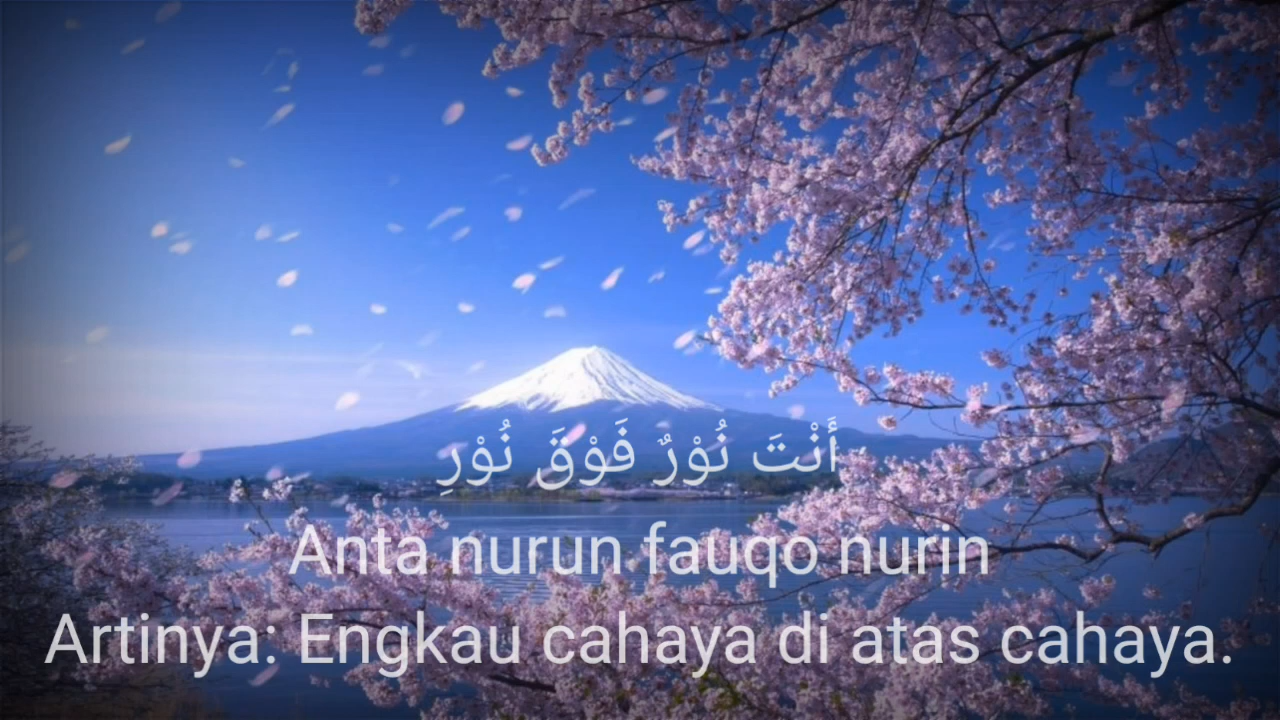 أَنْتَ نُوْرٌ فَوْقَ نُوْرِ
Anta nurun fauqo nurin
Artinya: Engkau cahaya di atas cahaya.